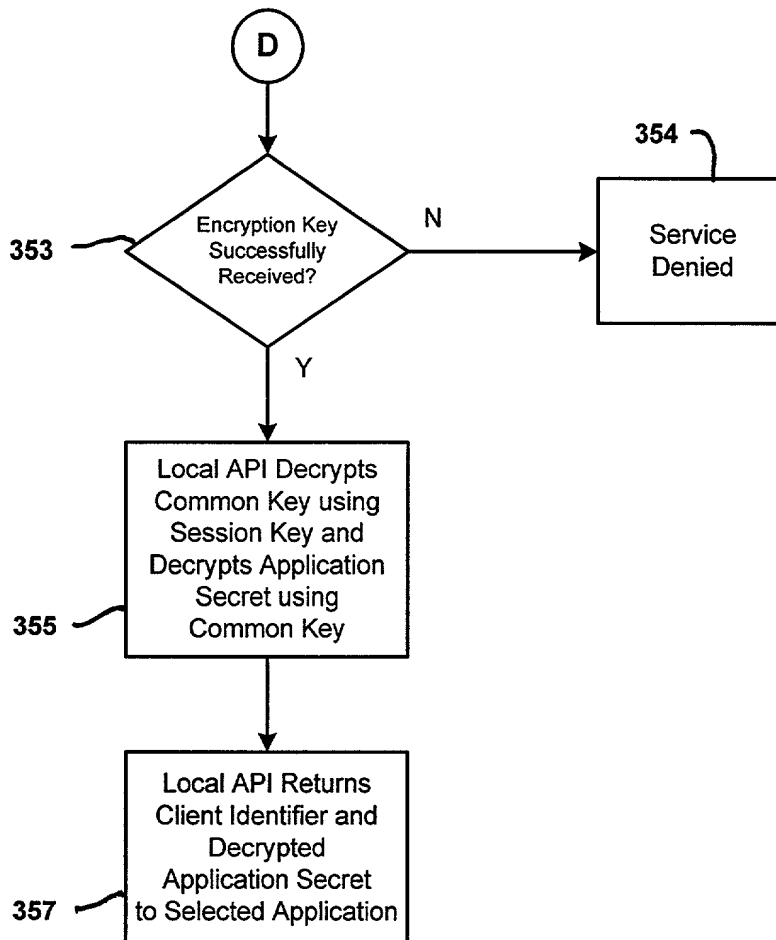 D
354
Encryption Key
Successfully
Received?
N
353
Service
Denied
Y
Local API Decrypts
Common Key using
Session Key and
Decrypts Application
Secret using
Common Key
355
Local API Returns
Client Identifier and
Decrypted
Application Secret
to Selected Application
357